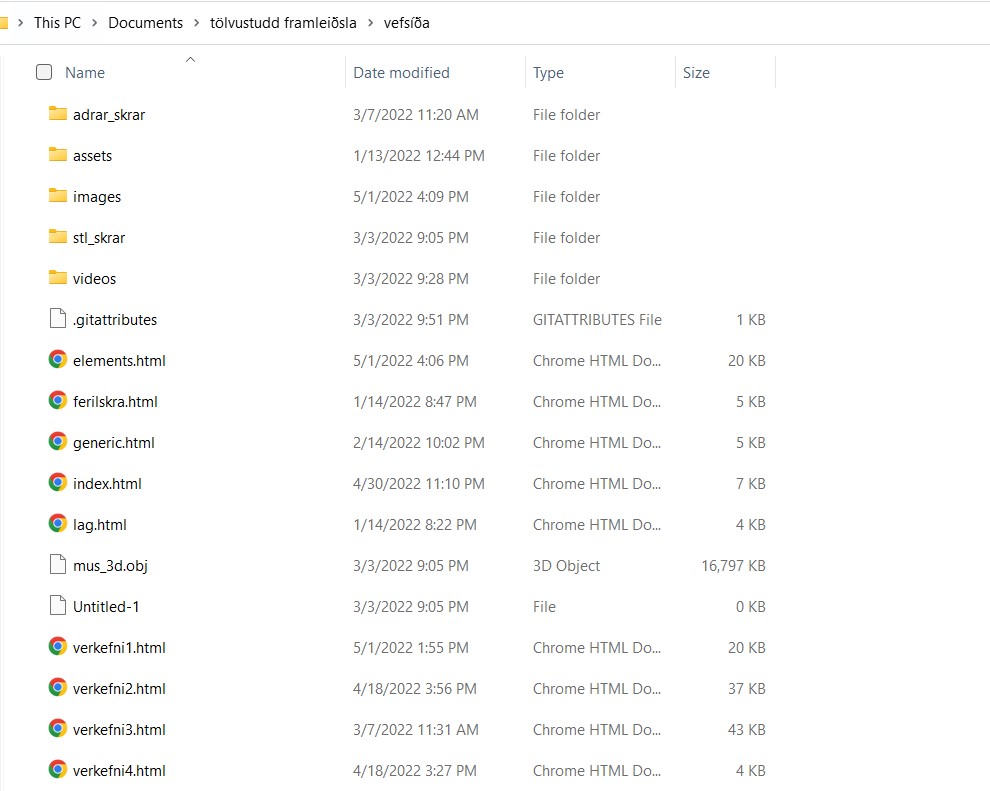 This PC > Documents > tölvustudd framleiðsla > vefsíða
Name Date modified Type Size
adrar_skrar 3/7/2022 11:20 AM File folder
assets 1/13/2022 12:44 PM File folder
images 5/1/2022 4:09 PM File folder
stl_skrar 3/3/2022 9:05 PM File folder
videos 3/3/2022 9:28 PM File folder
.gitattributes 3/3/2022 9:51 PM GITATTRIBUTES File 1 KB
elements.html 5/1/2022 4:06 PM Chrome HTML Do... 20 KB
ferilskra.html 1/14/2022 8:47 PM Chrome HTML Do... 5 KB
generic.html 2/14/2022 10:02 PM Chrome HTML Do... 5 KB
index.html 4/30/2022 11:10 PM Chrome HTML Do... 7 KB
lag.html 1/14/2022 8:22 PM Chrome HTML Do... 4 KB
mus_3d.obj 3/3/2022 9:05 PM 3D Object 16,797 KB
Untitled-1 3/3/2022 9:05 PM File 0 KB
verkefni1.html 5/1/2022 1:55 PM Chrome HTML Do... 20 KB
verkefni2.html 4/18/2022 3:56 PM Chrome HTML Do... 37 KB
verkefni3.html 3/7/2022 11:31 AM Chrome HTML Do... 43 KB
verkefni4.html 4/18/2022 3:27 PM Chrome HTML Do... 4 KB